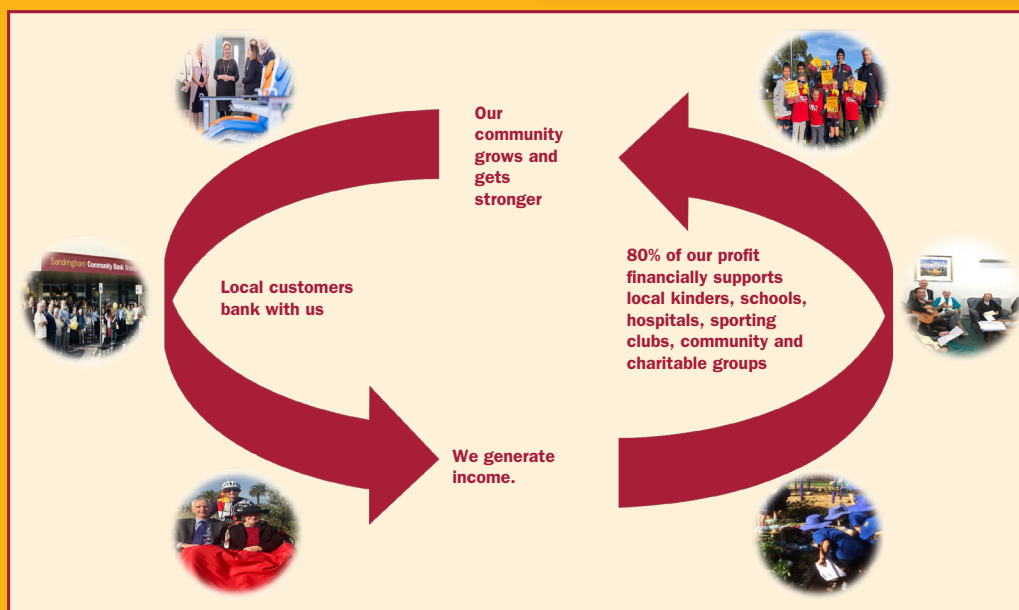 Our
community
grows and
gets
stronger
80% of our profit
financially supports
local kinders, schools,
hospitals, sporting
clubs, community and
charitable groups
Local customers
bank with us
We generate
income.
Sandringham Community Bank Branch